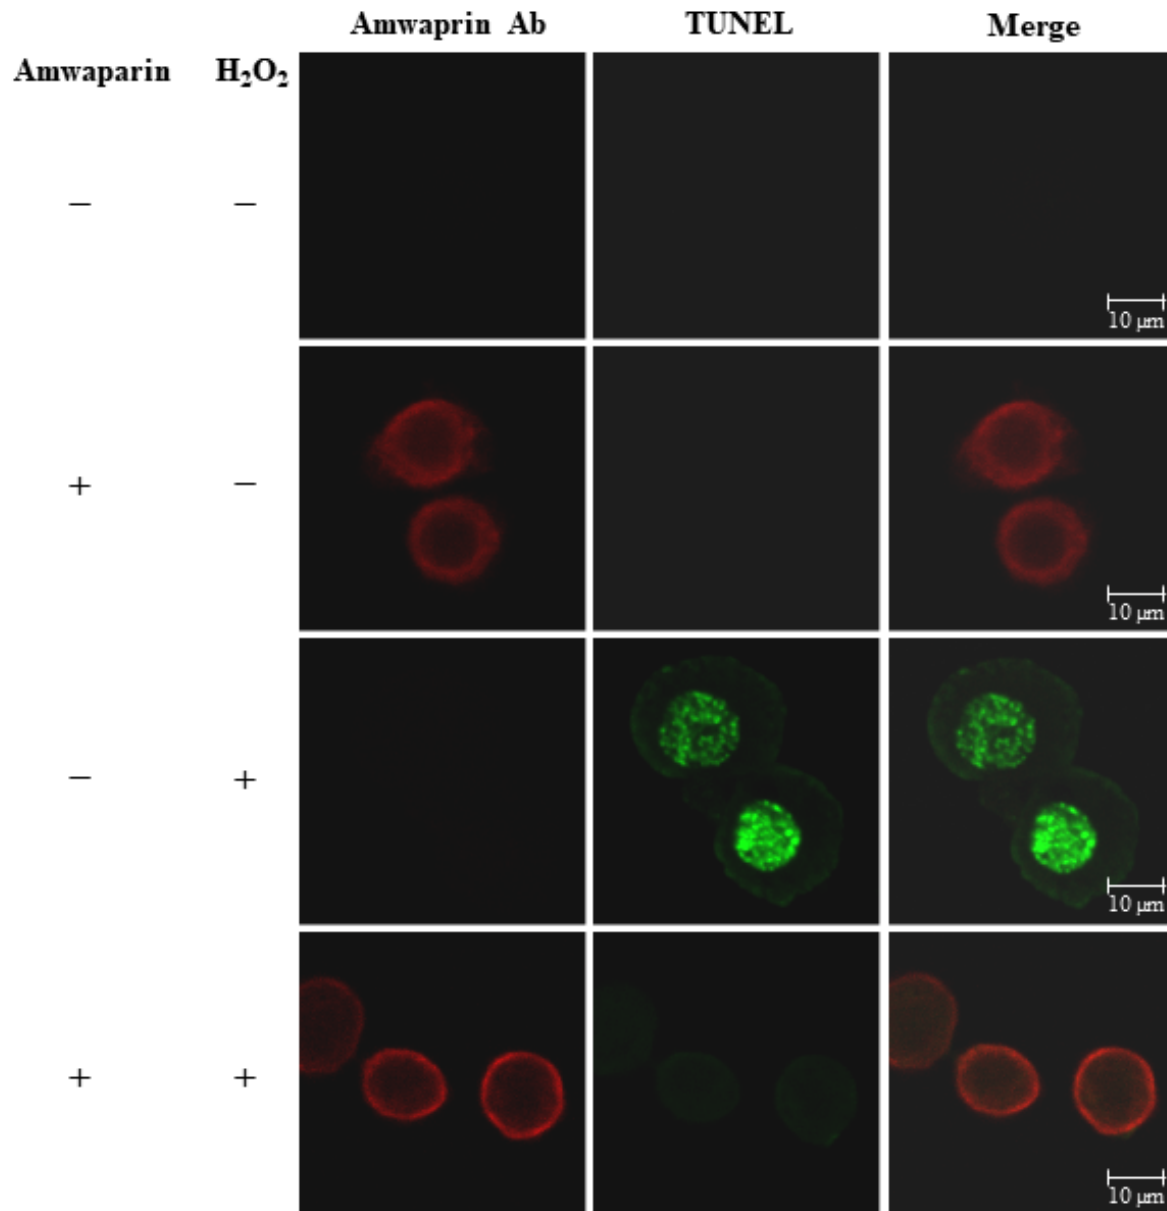 Amwaprin Ab TUNEL Merge
Amwaparin H₂O₂
− −
10 µm
+ −
10 µm
− +
10 µm
+ +
10 µm